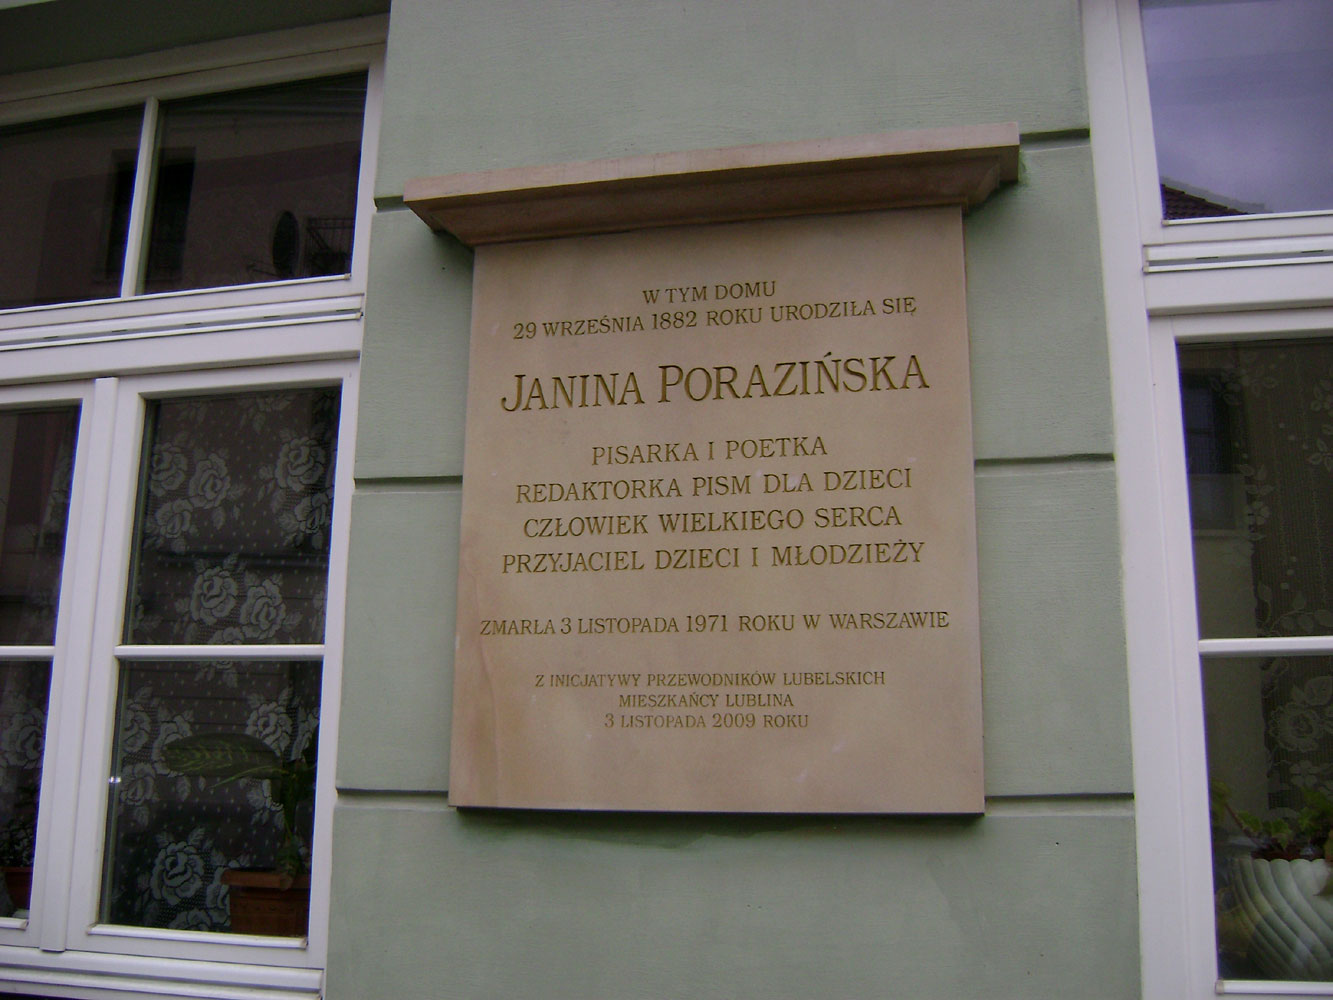 W TYM DOMU
29 WRZEŚNIA 1882 ROKU URODZIŁA SIĘ
JANINA PORAZIŃSKA
PISARKA I POETKA
REDAKTORKA PISM DLA DZIECI
CZŁOWIEK WIELKIEGO SERCA
PRZYJACIEL DZIECI I MŁODZIEŻY
ZMARŁA 3 LISTOPADA 1971 ROKU W WARSZAWIE
Z INICJATYWY PRZEWODNIKÓW LUBELSKICH
MIESZKAŃCY LUBLINA
3 LISTOPADA 2009 ROKU